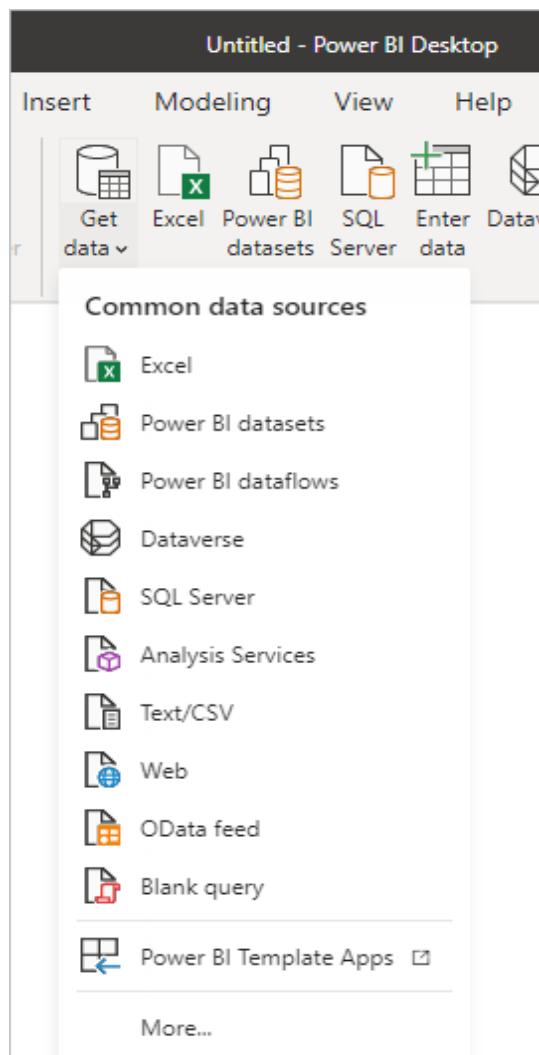 Untitled - Power BI Desktop
Insert Modeling View Help
Get Excel Power BI SQL Enter
data datasets Server data
Common data sources
Excel
Power BI datasets
Power BI dataflows
Dataverse
SQL Server
Analysis Services
Text/CSV
Web
OData feed
Blank query
Power BI Template Apps
More...